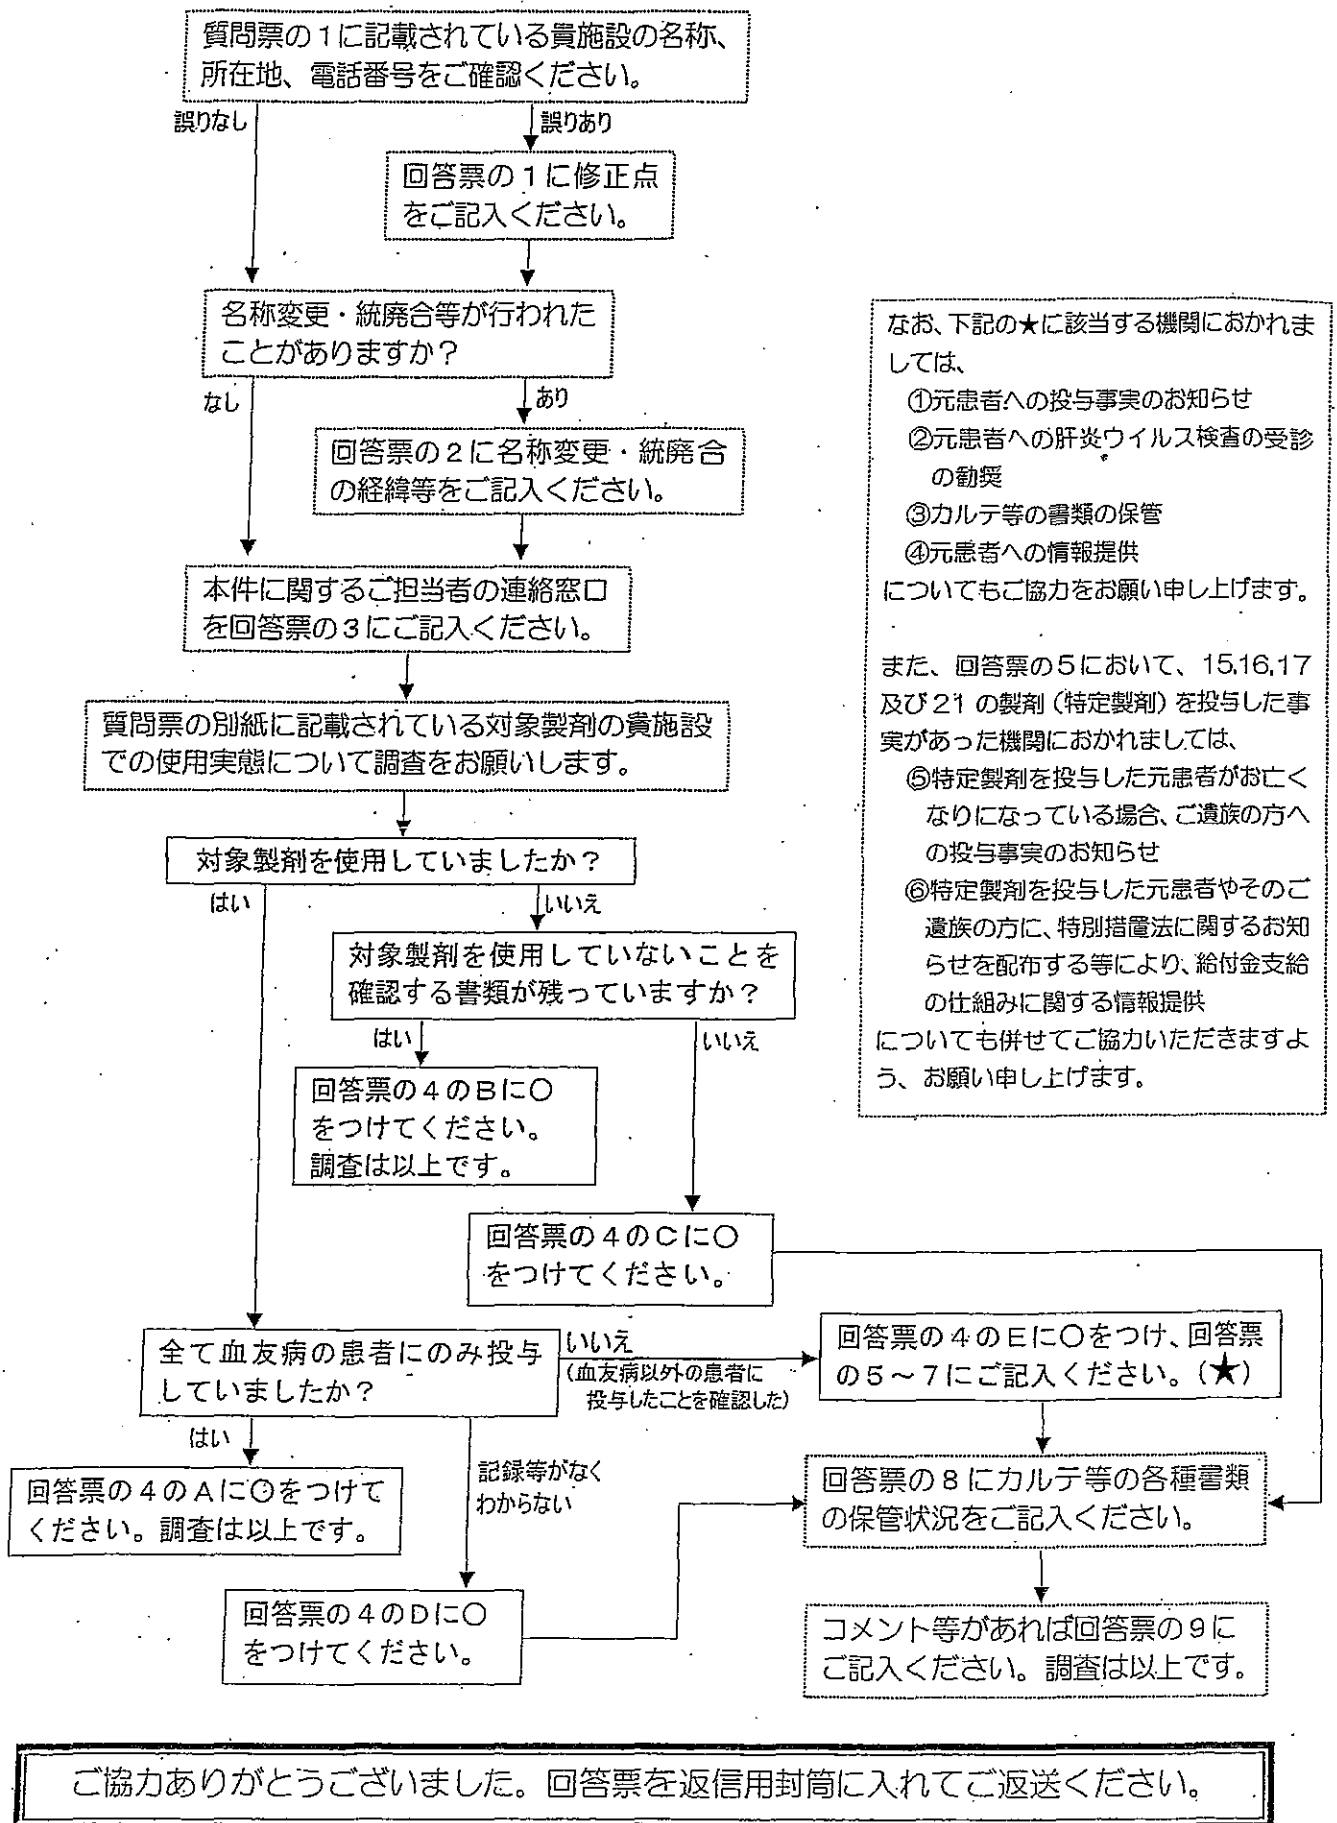 質問票の1に記載されている貴施設の名称、
所在地、電話番号をご確認ください。
誤りなし
誤りあり
回答票の1に修正点
をご記入ください。
名称変更・統廃合等が行われた
ことがありますか？
なし
あり
回答票の2に名称変更・統廃合
の経緯等をご記入ください。
本件に関するご担当者の連絡窓口
を回答票の3にご記入ください。
質問票の別紙に記載されている対象製剤の貴施設
での使用実態について調査をお願いします。
対象製剤を使用していましたか？
はい
いいえ
対象製剤を使用していないことを
確認する書類が残っていますか？
はい
いいえ
回答票の4のBに○
をつけてください。
調査は以上です。
回答票の4のCに○
をつけてください。
全て血友病の患者にのみ投与
していましたか？
いいえ
(血友病以外の患者に
投与したことを確認した)
回答票の4のEに○をつけ、回答票
の5～7にご記入ください。(★)
はい
記録等がなく
わからない
回答票の4のAに○をつけて
ください。調査は以上です。
回答票の8にカルテ等の各種書類
の保管状況をご記入ください。
回答票の4のDに○
をつけてください。
コメント等があれば回答票の9に
ご記入ください。調査は以上です。
なお、下記の★に該当する機関におかれま
しては、
①元患者への投与事実のお知らせ
②元患者への肝炎ウイルス検査の受診
の勧奨
③カルテ等の書類の保管
④元患者への情報提供
についてもご協力をお願い申し上げます。
また、回答票の5において、15,16,17
及び21の製剤（特定製剤）を投与した事
実があった機関におかれましては、
⑤特定製剤を投与した元患者がお亡く
なりになっている場合、ご遺族の方へ
の投与事実のお知らせ
⑥特定製剤を投与した元患者やそのご
遺族の方に、特別措置法に関するお知
らせを配布する等により、給付金支給
の仕組みに関する情報提供
についても併せてご協力いただきますよ
う、お願い申し上げます。
ご協力ありがとうございました。回答票を返信用封筒に入れてご返送ください。